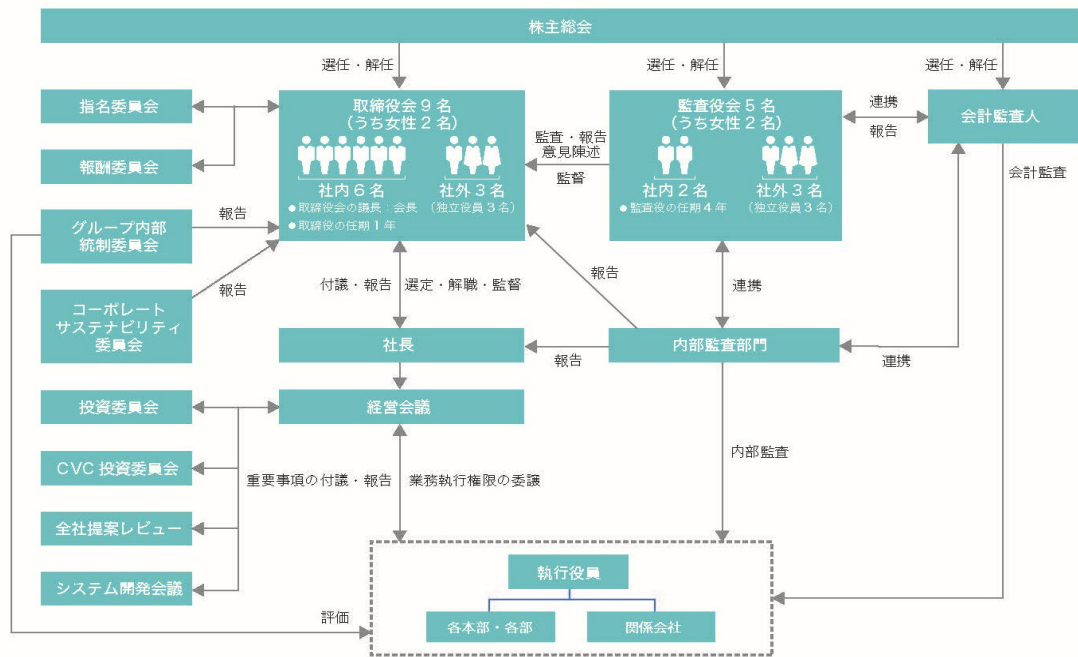 株主総会
選任・解任
選任・解任
選任・解任
指名委員会
報酬委員会
グループ内部
統制委員会
コーポレート
サステナビリティ
委員会
報告
報告
取締役会9名
(うち女性2名)
社内6名
社外3名
(独立役員3名)
●取締役会の議長:会長
●取締役の任期1年
監査・報告
意見陳述
監督
監査役会5名
(うち女性2名)
社内2名
社外3名
(独立役員3名)
●監査役の任期4年
連携
報告
会計監査人
会計監査
付議・報告
選定・解職・監督
報告
連携
社長
報告
内部監査部門
連携
投資委員会
経営会議
CVC 投資委員会
全社提案レビュー
システム開発会議
重要事項の付議・報告
業務執行権限の委譲
内部監査
執行役員
各本部・各部
関係会社
評価